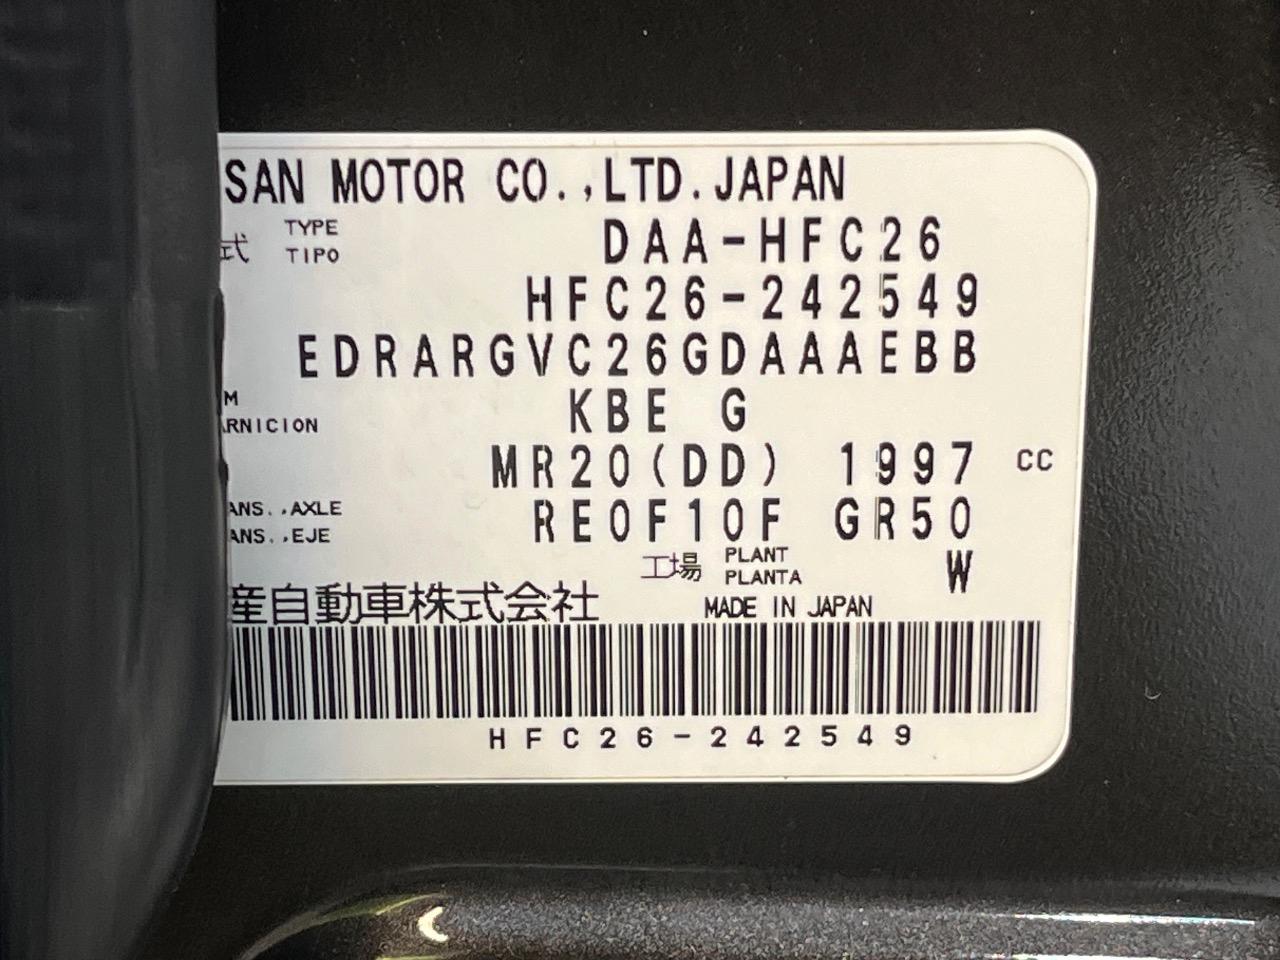 SAN MOTOR CO.,LTD.JAPAN
式 TYPE TIPO DAA-HFC26
HFC26-242549
EDRARGVC26GDAAAEBB
M
RNICION KBE G
MR20(DD) 1997 CC
ANS..AXLE
ANS..EJE RE0F10F GR50
工場 PLANT PLANTA W
産自動車株式会社 MADE IN JAPAN
HFC26-242549